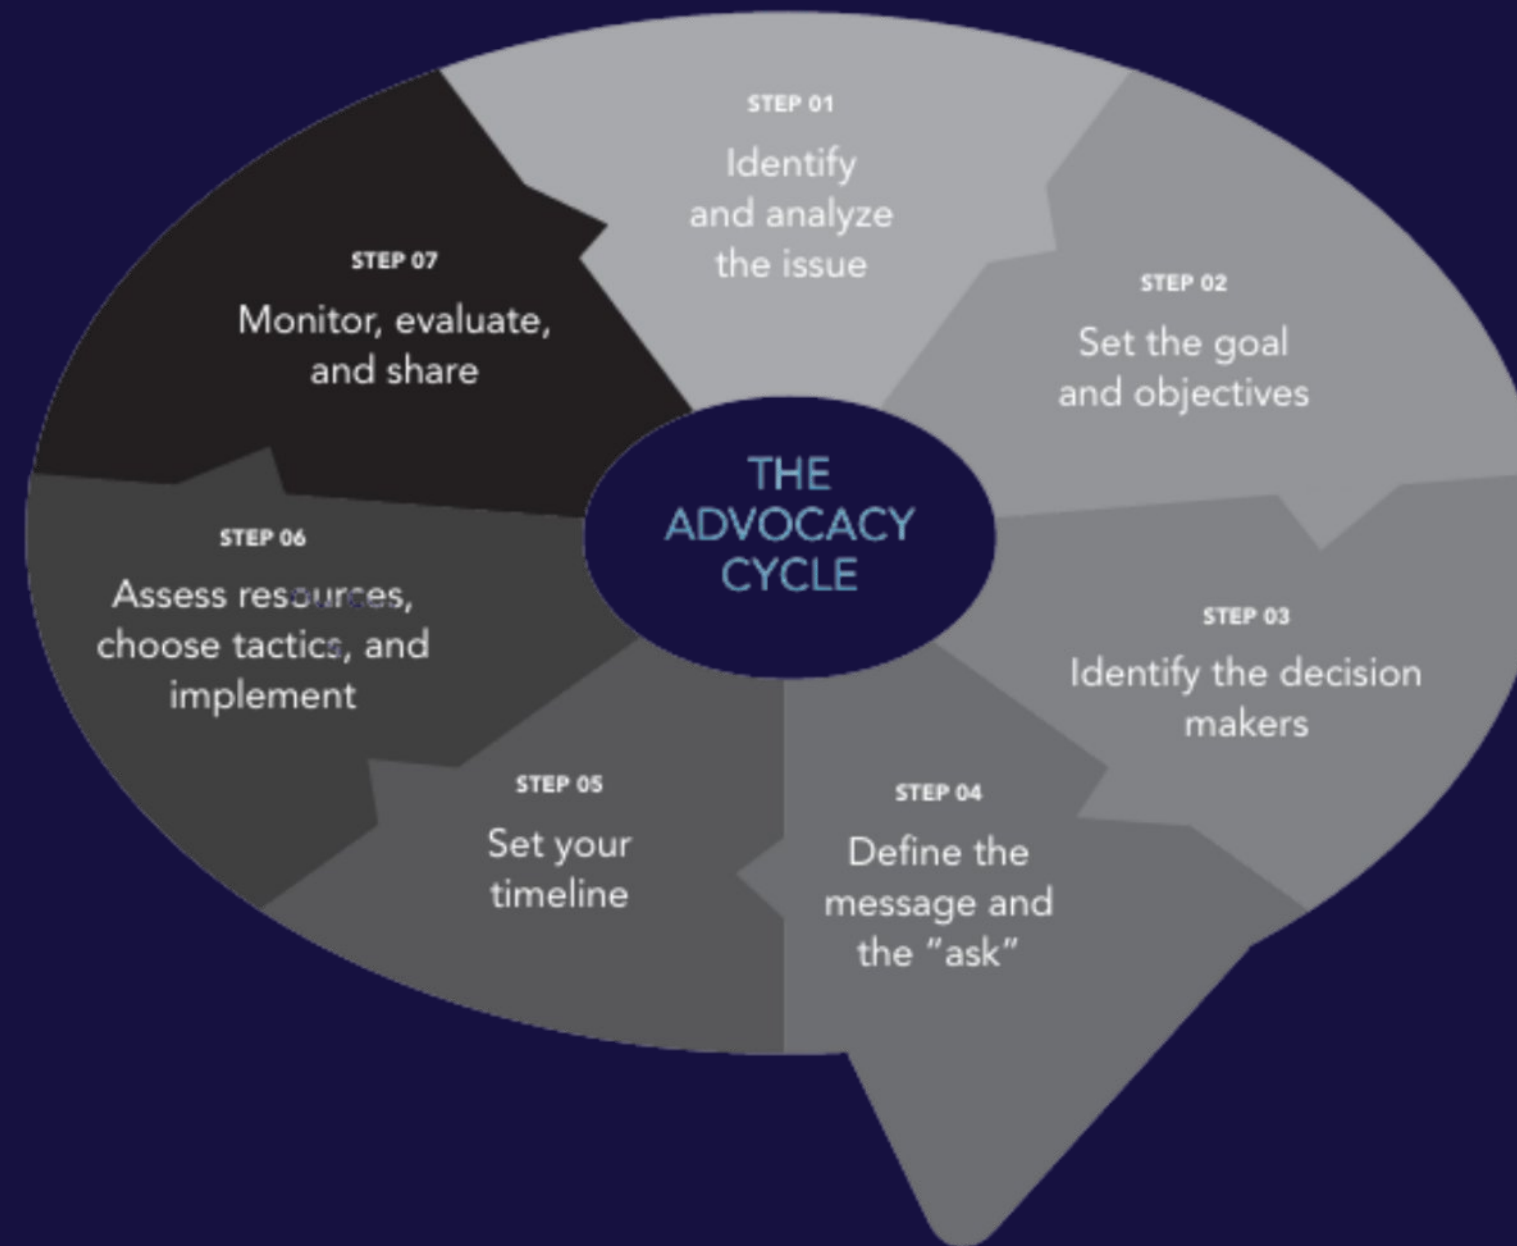 STEP 01
Identify
and analyze
the issue
STEP 02
Set the goal
and objectives
STEP 03
Identify the decision
makers
STEP 04
Define the
message and
the “ask”
STEP 05
Set your
timeline
STEP 06
Assess resources,
choose tactics, and
implement
STEP 07
Monitor, evaluate,
and share
THE
ADVOCACY
CYCLE